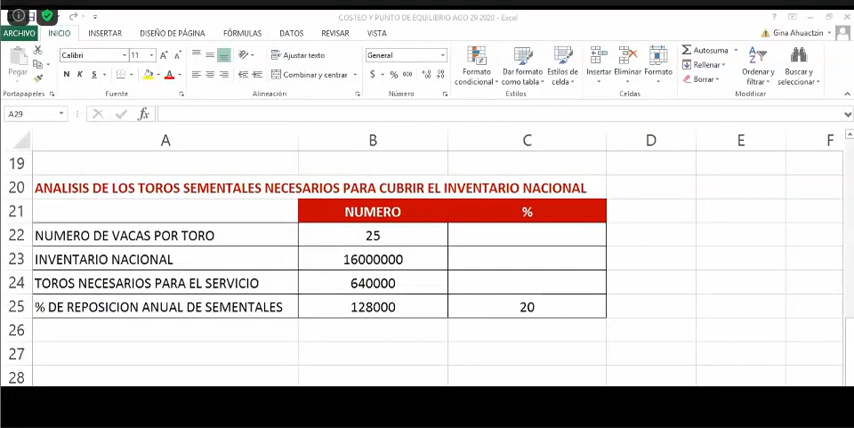 COSTEO Y PUNTO DE EQUILIBRIO AGO 29 2020 - Excel
ARCHIVO INICIO INSERTAR DISEÑO DE PÁGINA FÓRMULAS DATOS REVISAR VISTA Gina Ahuactzin
Pegar Calibri 11 Ajustar texto General Formato condicional Dar formato como tabla Estilos de celda Insertar Eliminar Formato Autosuma Rellenar Borrar Ordenar y filtrar Buscar y seleccionar
N K S Combinar y centrar $ % 000
Portapapeles Fuente Alineación Número Estilos Celdas Modificar
A29 fx
A B C D E F
19
20 ANALISIS DE LOS TOROS SEMENTALES NECESARIOS PARA CUBRIR EL INVENTARIO NACIONAL
21 NUMERO %
22 NUMERO DE VACAS POR TORO 25
23 INVENTARIO NACIONAL 16000000
24 TOROS NECESARIOS PARA EL SERVICIO 640000
25 % DE REPOSICION ANUAL DE SEMENTALES 128000 20
26
27
28